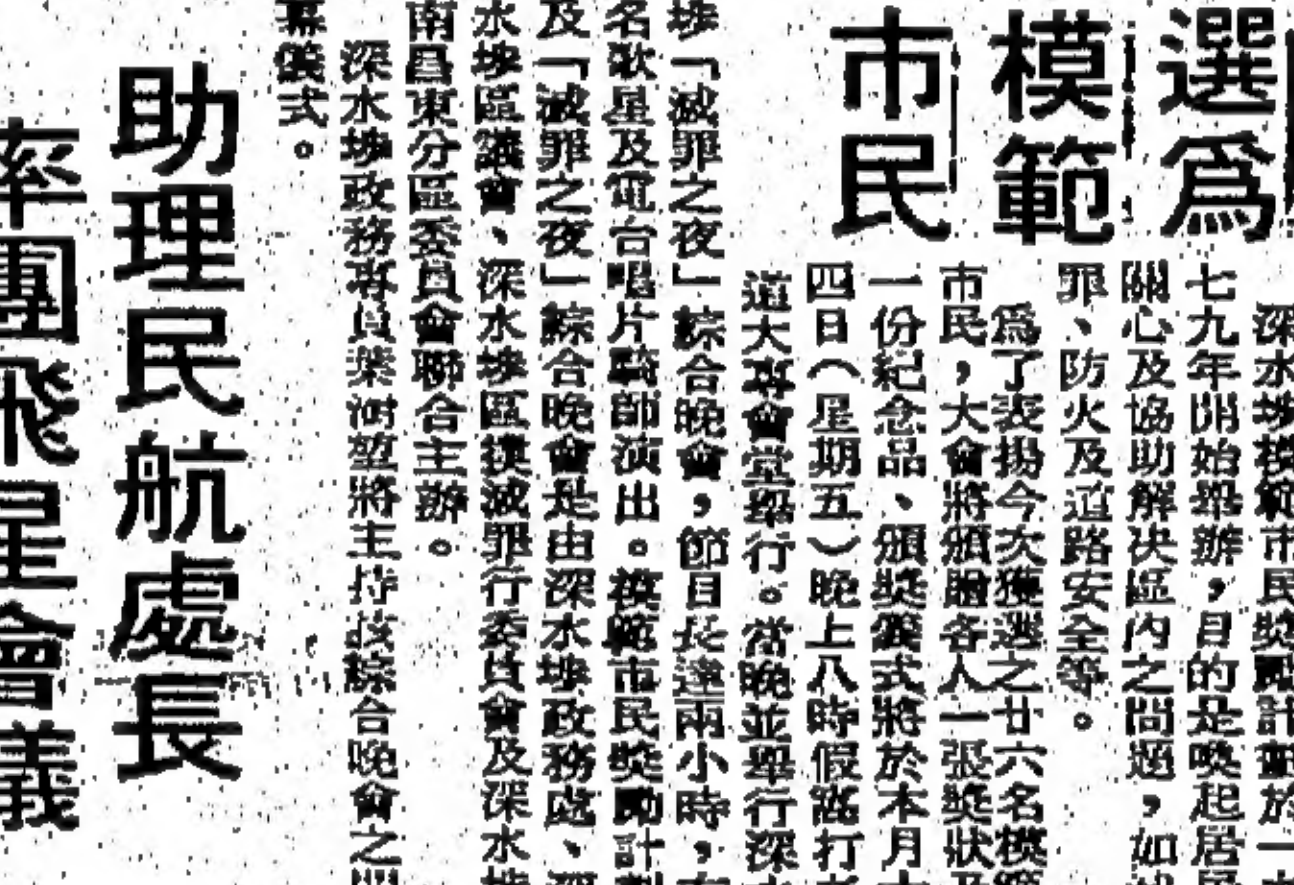 選爲
模範
市民
深水埗模範市民獎勵計劃於一
七九年開始舉辦，目的是喚起居民
關心及協助解决區內之問題，如
罪、防火及道路安全等。
爲了表揚今次獲選之廿六名模範
市民，大會將頒贈各人一張獎狀及
一份紀念品、頒獎儀式將於本月
四日（星期五）晚上八時假
道大專會堂舉行。當晚並舉行深水
埗「滅罪之夜」綜合晚會，節目長達兩小時，
名歌星及電台唱片騎師演出。模範市民獎勵計劃
及「滅罪之夜」綜合晚會是由深水埗政務處、深
水埗區議會、深水埗區撲滅罪行委員會及深水埗
南昌東分區委員會聯合主辦。
深水埗政務專員葉澍堃將主持該綜合晚會之開
幕儀式。
助理民航處長
率團飛星會議